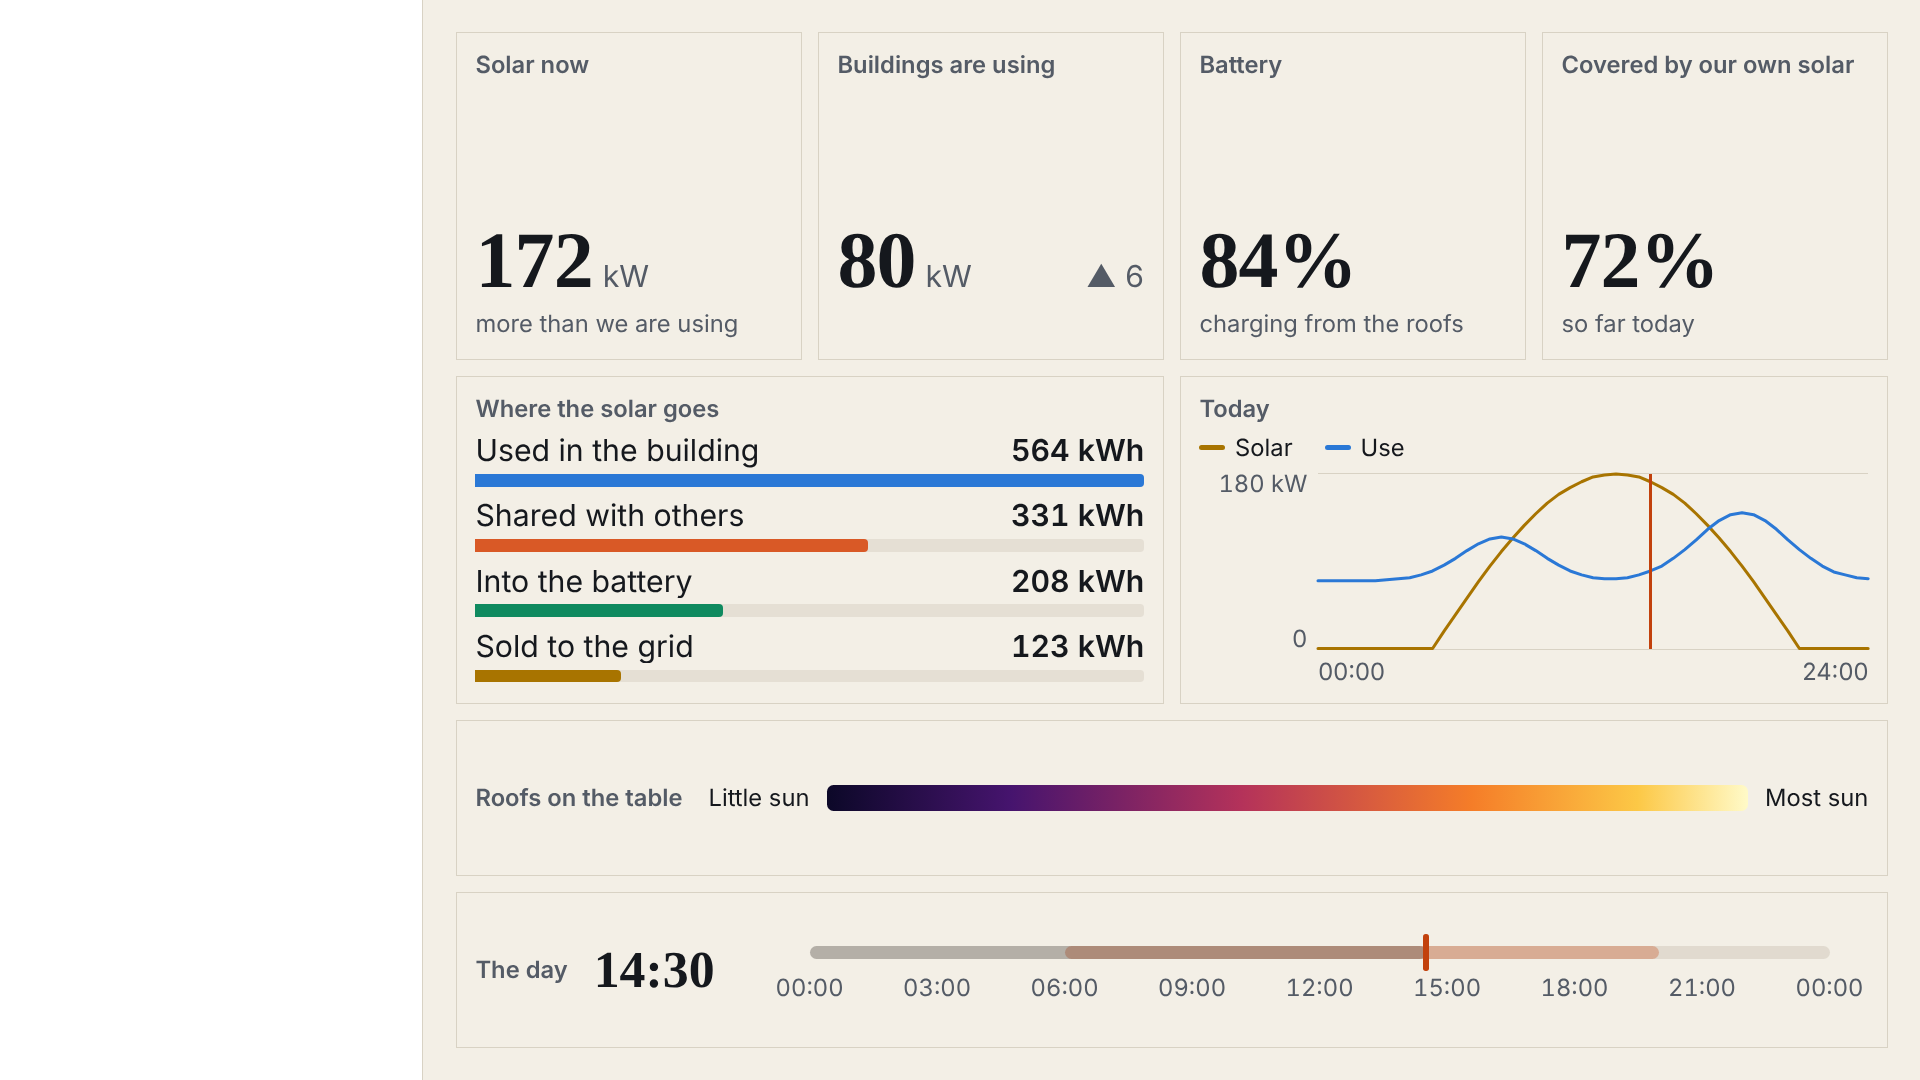 Solar now
172 kW
more than we are using
Buildings are using
80 kW ▲ 6
Battery
84%
charging from the roofs
Covered by our own solar
72%
so far today
Where the solar goes
Used in the building 564 kWh
Shared with others 331 kWh
Into the battery 208 kWh
Sold to the grid 123 kWh
Today
Solar Use
180 kW
0
00:00 24:00
Roofs on the table Little sun Most sun
The day 14:30
00:00 03:00 06:00 09:00 12:00 15:00 18:00 21:00 00:00